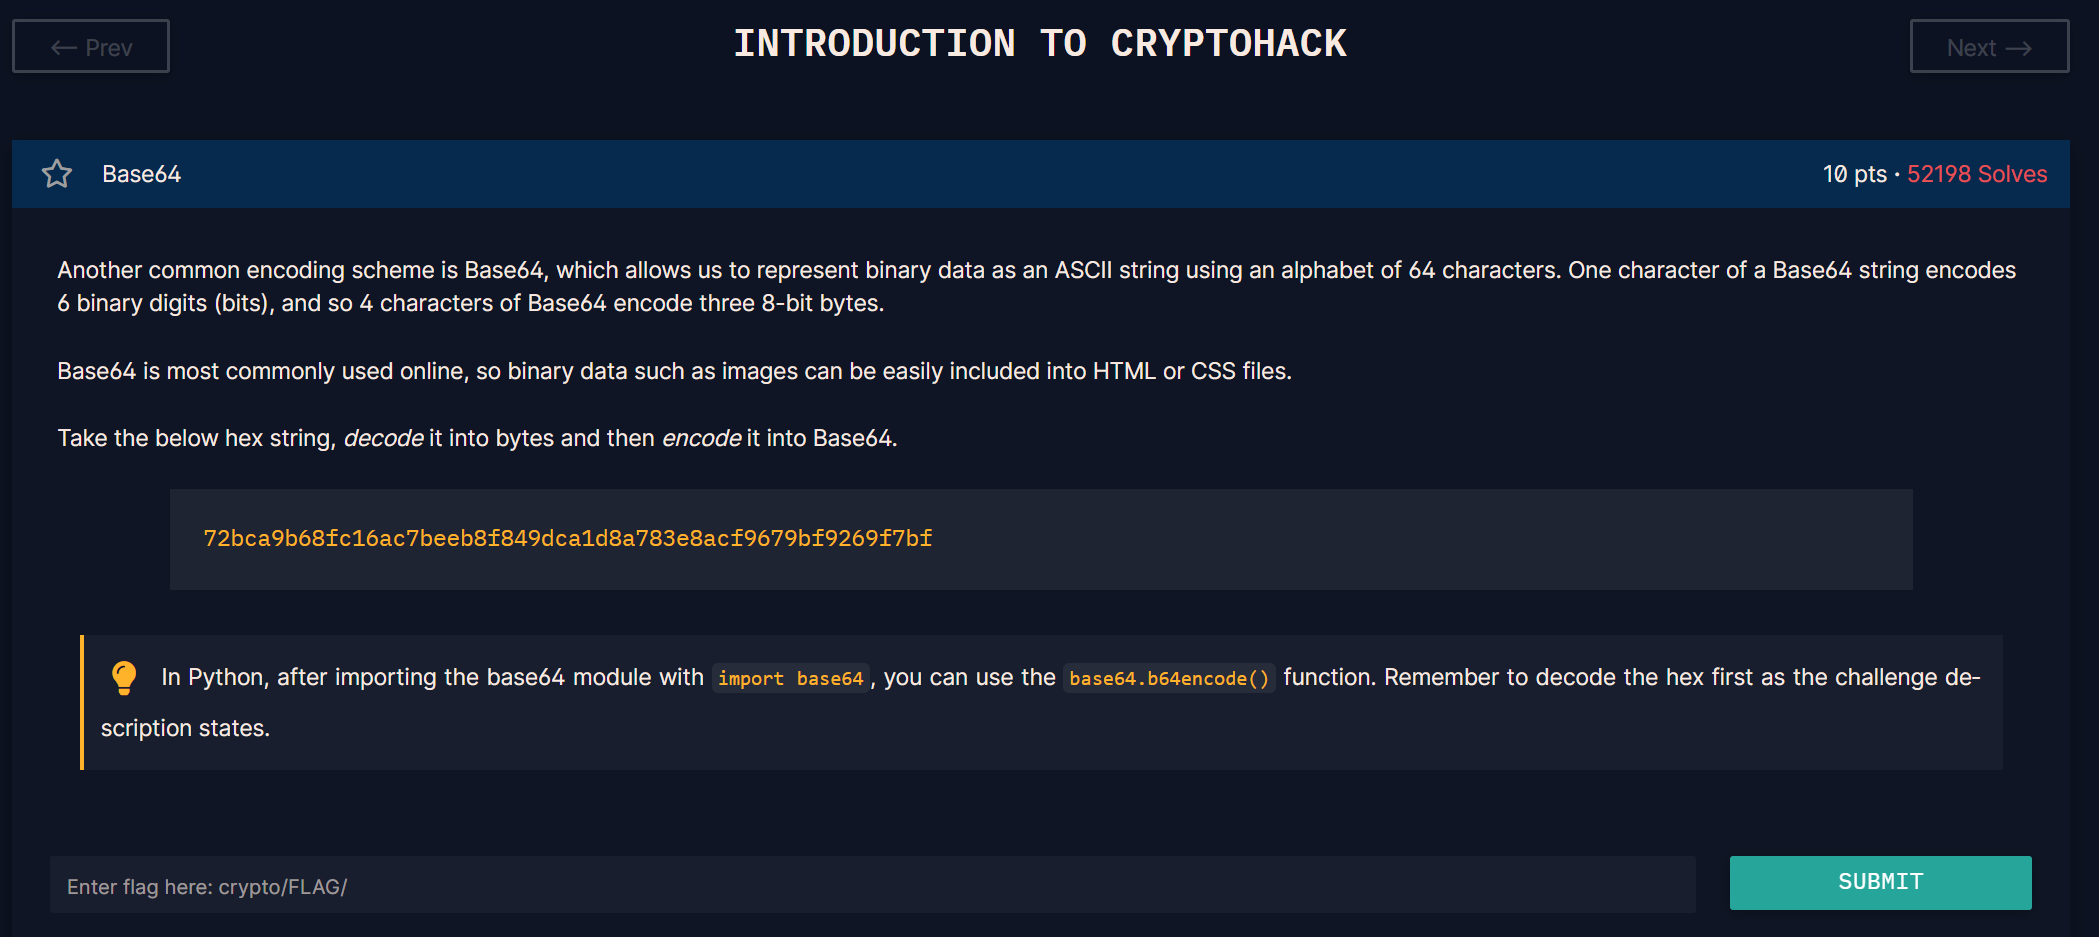 ← Prev
INTRODUCTION TO CRYPTOHACK
Next →
Base64
10 pts · 52198 Solves
Another common encoding scheme is Base64, which allows us to represent binary data as an ASCII string using an alphabet of 64 characters. One character of a Base64 string encodes
6 binary digits (bits), and so 4 characters of Base64 encode three 8-bit bytes.
Base64 is most commonly used online, so binary data such as images can be easily included into HTML or CSS files.
Take the below hex string, decode it into bytes and then encode it into Base64.
72bca9b68fc16ac7beeb8f849dca1d8a783e8acf9679bf9269f7bf
In Python, after importing the base64 module with import base64, you can use the base64.b64encode() function. Remember to decode the hex first as the challenge de-
scription states.
Enter flag here: crypto/FLAG/
SUBMIT